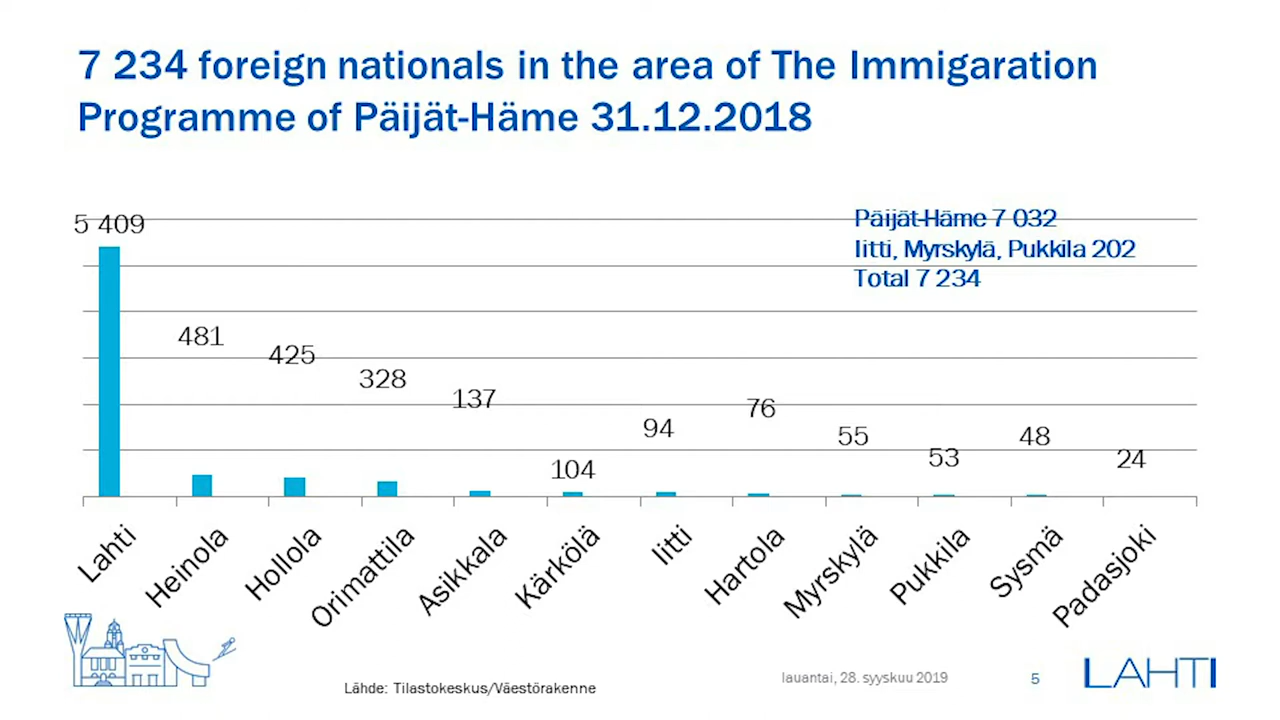 7 234 foreign nationals in the area of The Immigaration
Programme of Päijät-Häme 31.12.2018
Päijät-Häme 7 032
Iitti, Myrskylä, Pukkila 202
Total 7 234
5 409
481
425
328
137
104
94
76
55
53
48
24
Lahti
Heinola
Hollola
Orimattila
Asikkala
Kärkölä
Iitti
Hartola
Myrskylä
Pukkila
Sysmä
Padasjoki
Lähde: Tilastokeskus/Väestörakenne
lauantai, 28. syyskuu 2019
5
LAHTI